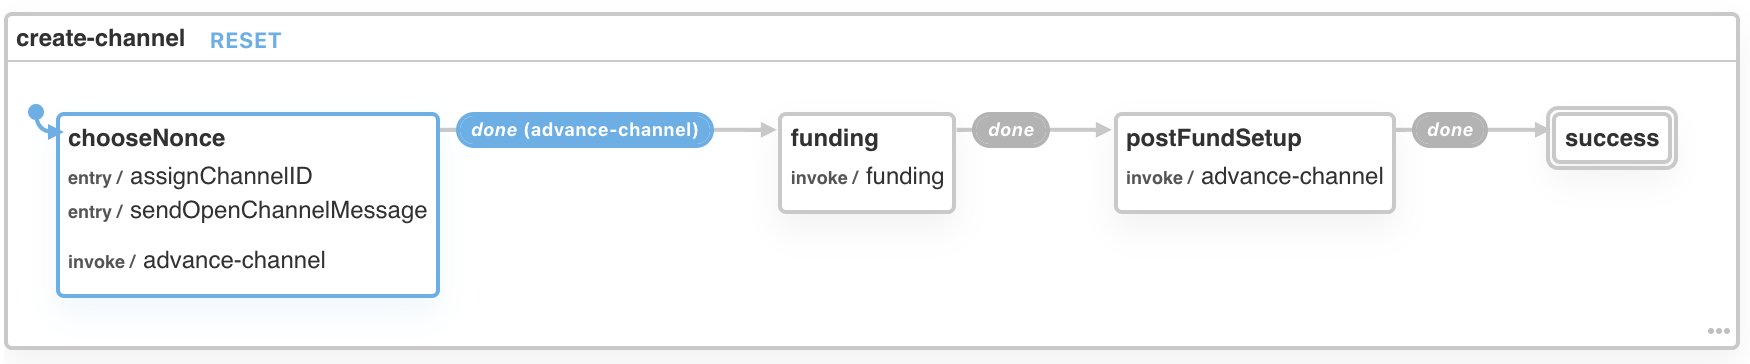 create-channel RESET
chooseNonce
entry / assignChannelID
entry / sendOpenChannelMessage
invoke / advance-channel
done (advance-channel)
funding
invoke / funding
done
postFundSetup
invoke / advance-channel
done
success